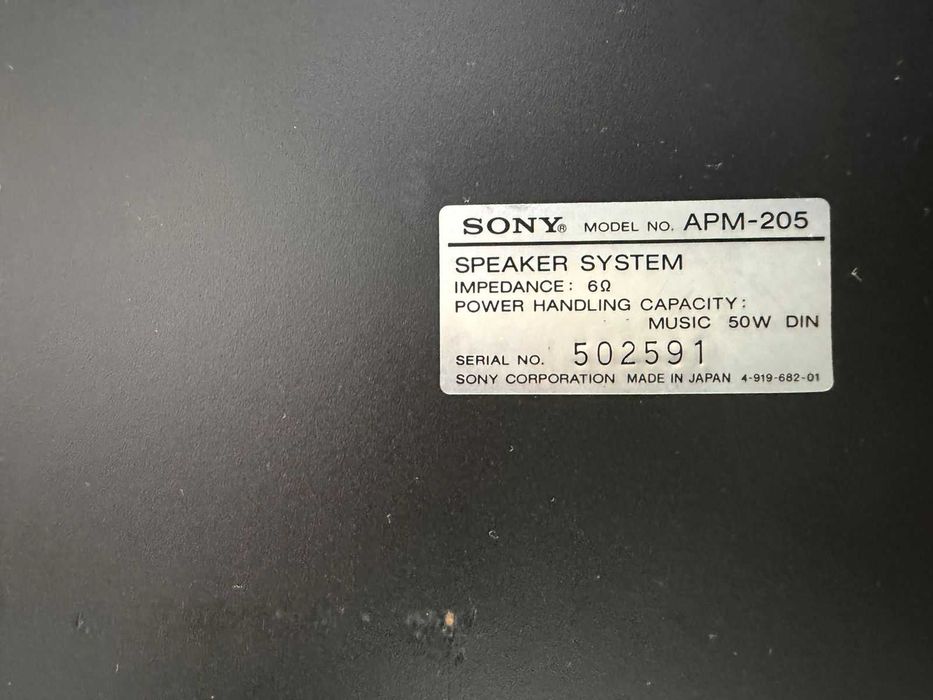 SONY® MODEL NO. APM-205
SPEAKER SYSTEM
IMPEDANCE: 6Ω
POWER HANDLING CAPACITY:
MUSIC 50W DIN
SERIAL NO. 502591
SONY CORPORATION MADE IN JAPAN 4-919-682-01